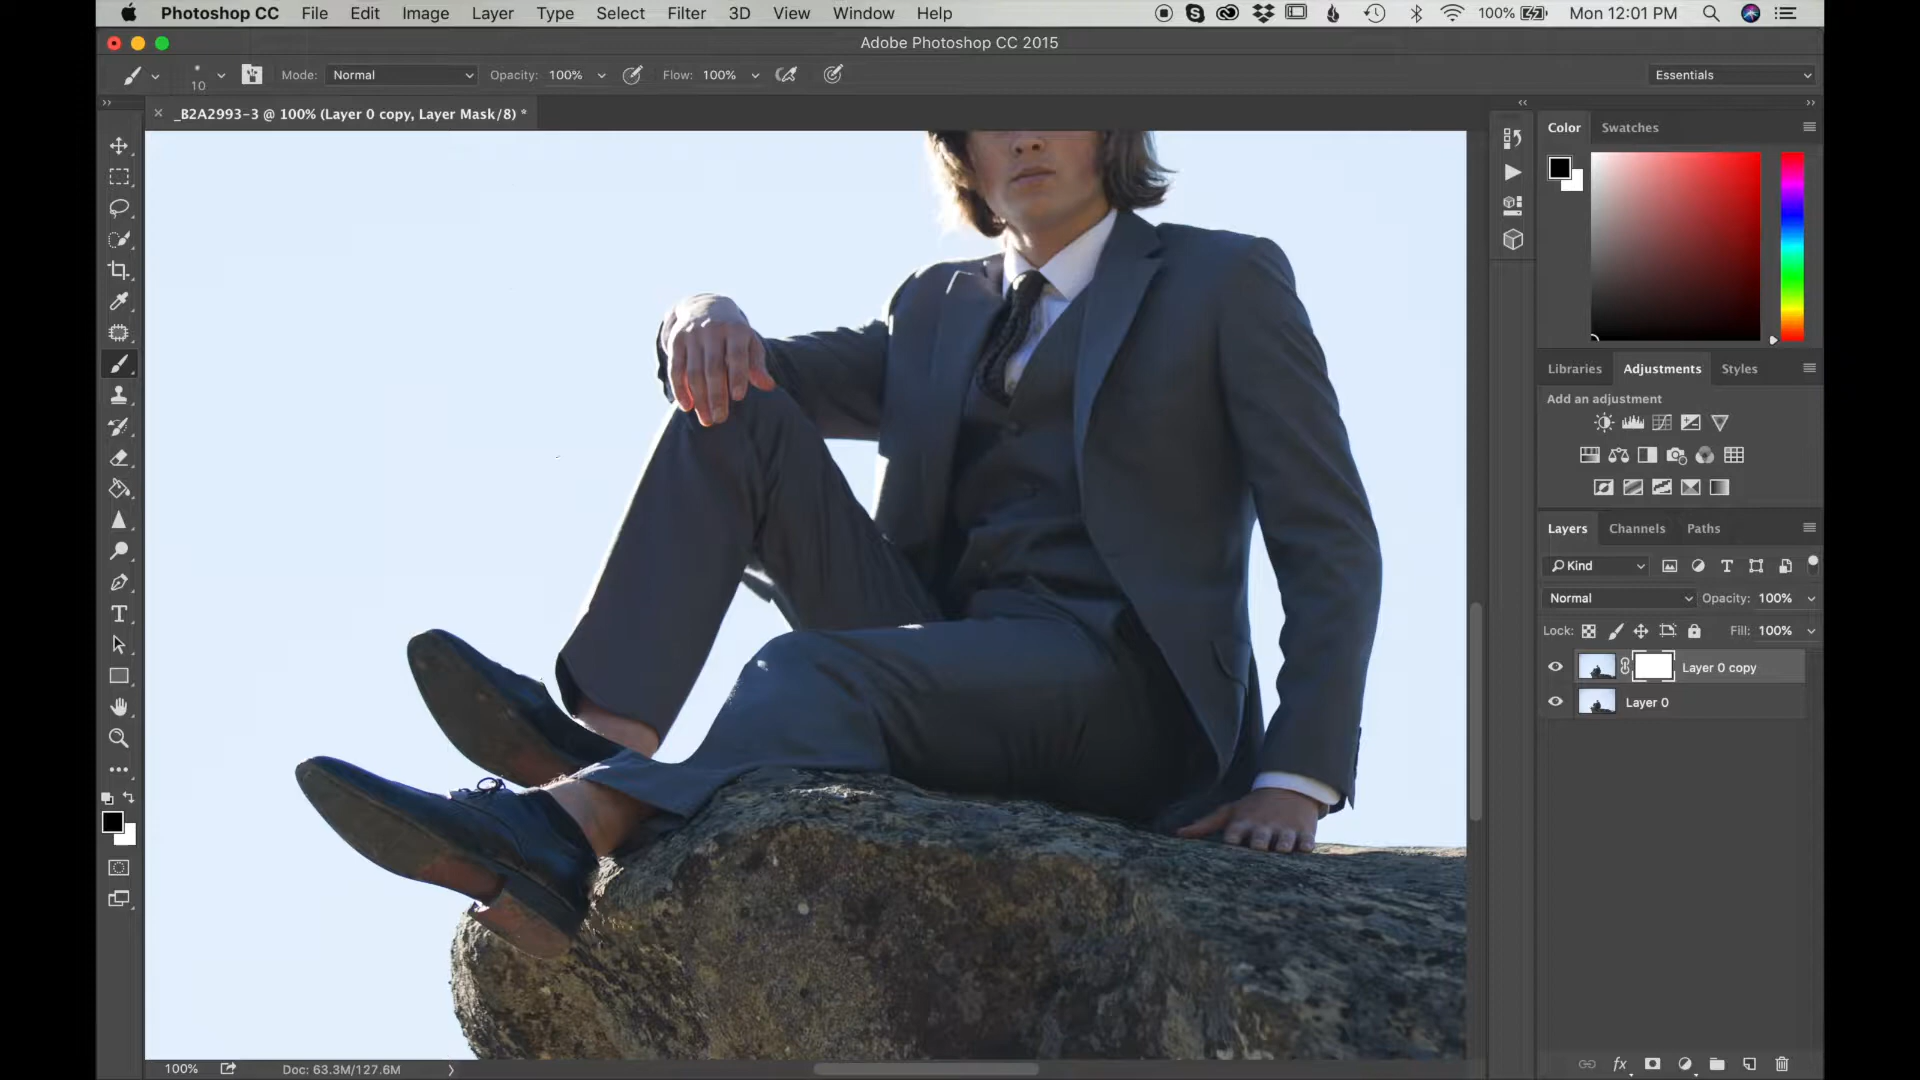 Photoshop CC File Edit Image Layer Type Select Filter 3D View Window Help 100% Mon 12:01 PM
Adobe Photoshop CC 2015
10 Mode: Normal Opacity: 100% Flow: 100% Essentials
_B2A2993-3 @ 100% (Layer 0 copy, Layer Mask/8) *
Color Swatches
Libraries Adjustments Styles
Add an adjustment
Layers Channels Paths
Kind
Normal Opacity: 100%
Lock: Fill: 100%
Layer 0 copy
Layer 0
100% Doc: 63.3M/127.6M